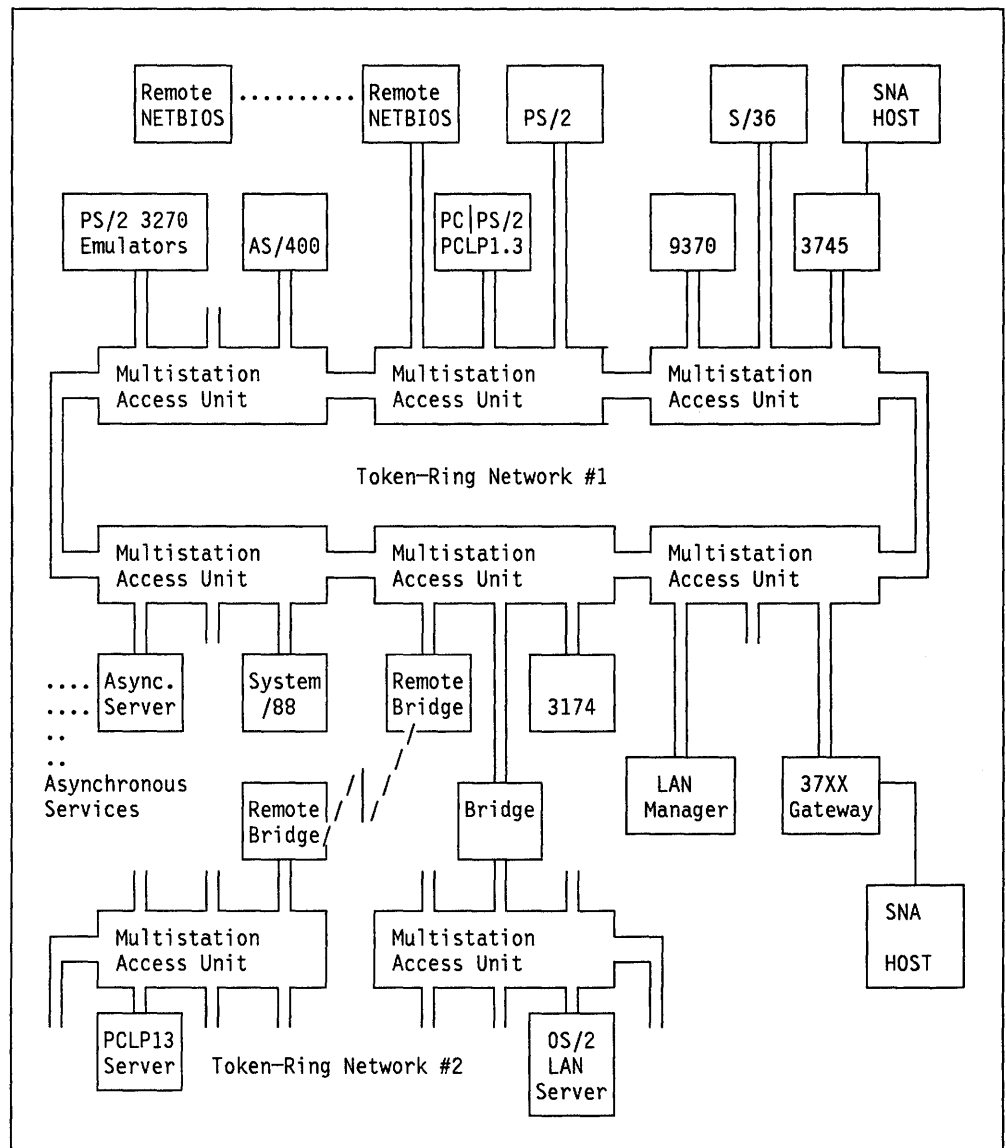 Remote
NETBIOS
..........
Remote
NETBIOS
PS/2
S/36
SNA
HOST
PS/2 3270
Emulators
AS/400
PC|PS/2
PCLP1.3
9370
3745
Multistation
Access Unit
Multistation
Access Unit
Multistation
Access Unit
Token-Ring Network #1
Multistation
Access Unit
Multistation
Access Unit
Multistation
Access Unit
Async.
Server
System
/88
Remote
Bridge
3174
Asynchronous
Services
Remote
Bridge
Bridge
LAN
Manager
37XX
Gateway
SNA
HOST
Multistation
Access Unit
Multistation
Access Unit
PCLP13
Server
Token-Ring Network #2
OS/2
LAN
Server